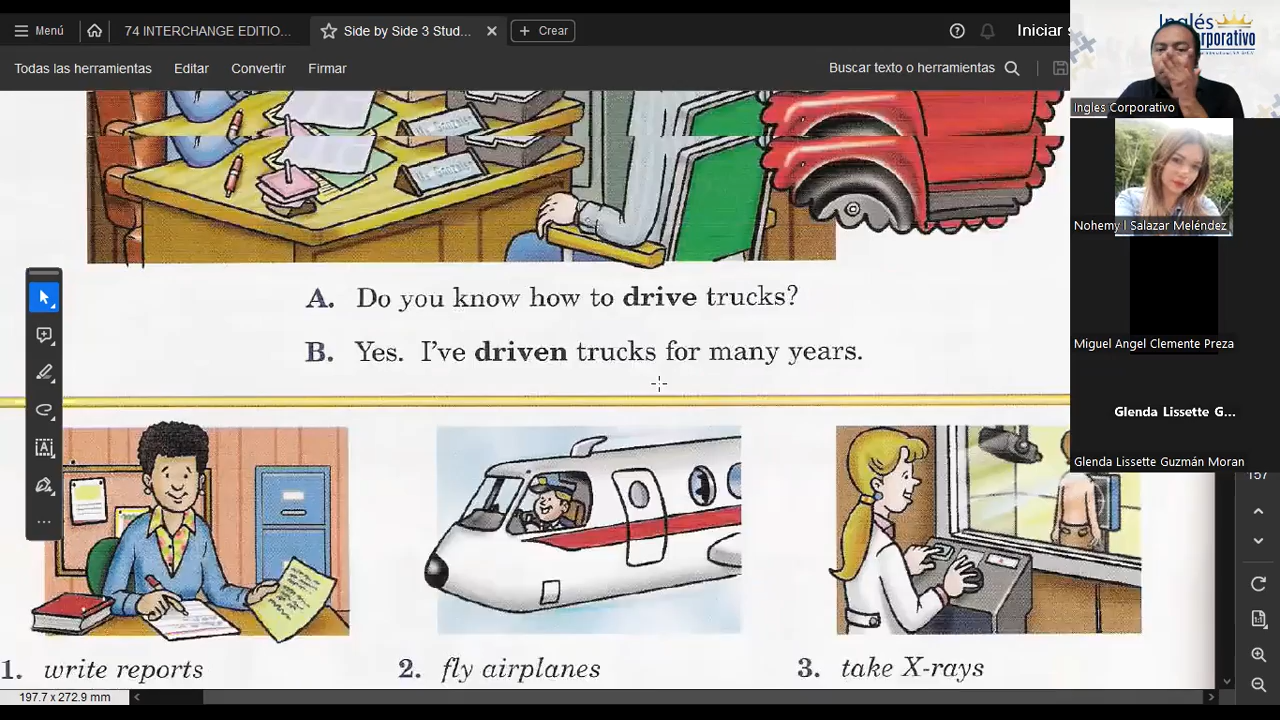 Menú
74 INTERCHANGE EDITIO...
Side by Side 3 Stud...
Crear
Iniciar s
Todas las herramientas
Editar
Convertir
Firmar
Buscar texto o herramientas
Inglés
Corporativo
Ingles Corporativo
Nohemy I Salazar Meléndez
Miguel Angel Clemente Preza
Glenda Lissette G...
Glenda Lissette Guzmán Moran
A. Do you know how to drive trucks?
B. Yes. I've driven trucks for many years.
1. write reports
2. fly airplanes
3. take X-rays
157
197.7 x 272.9 mm